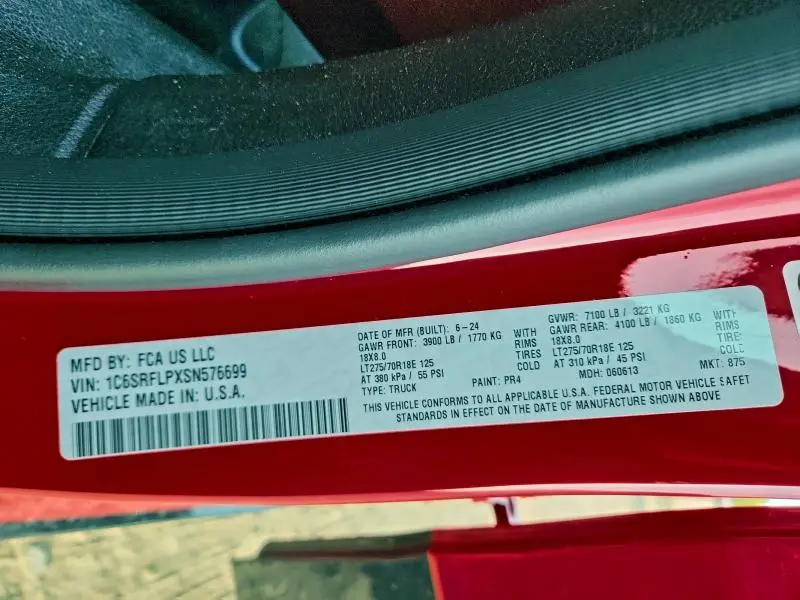 MFD BY: FCA US LLC
VIN: 1C6SRFLPXSN576699
VEHICLE MADE IN: U.S.A.
DATE OF MFR (BUILT): 6-24
GAWR FRONT: 3900 LB / 1770 KG WITH
18X8.0 RIMS
LT275/70R18E 125 TIRES
AT 380 kPa / 55 PSI COLD
TYPE: TRUCK PAINT: PR4
GVWR: 7100 LB / 3221 KG
GAWR REAR: 4100 LB / 1860 KG WITH
18X8.0 RIMS
LT275/70R18E 125 TIRES
AT 310 kPa / 45 PSI COLD
MDH: 060613 MKT: 875
THIS VEHICLE CONFORMS TO ALL APPLICABLE U.S.A. FEDERAL MOTOR VEHICLE SAFET
STANDARDS IN EFFECT ON THE DATE OF MANUFACTURE SHOWN ABOVE